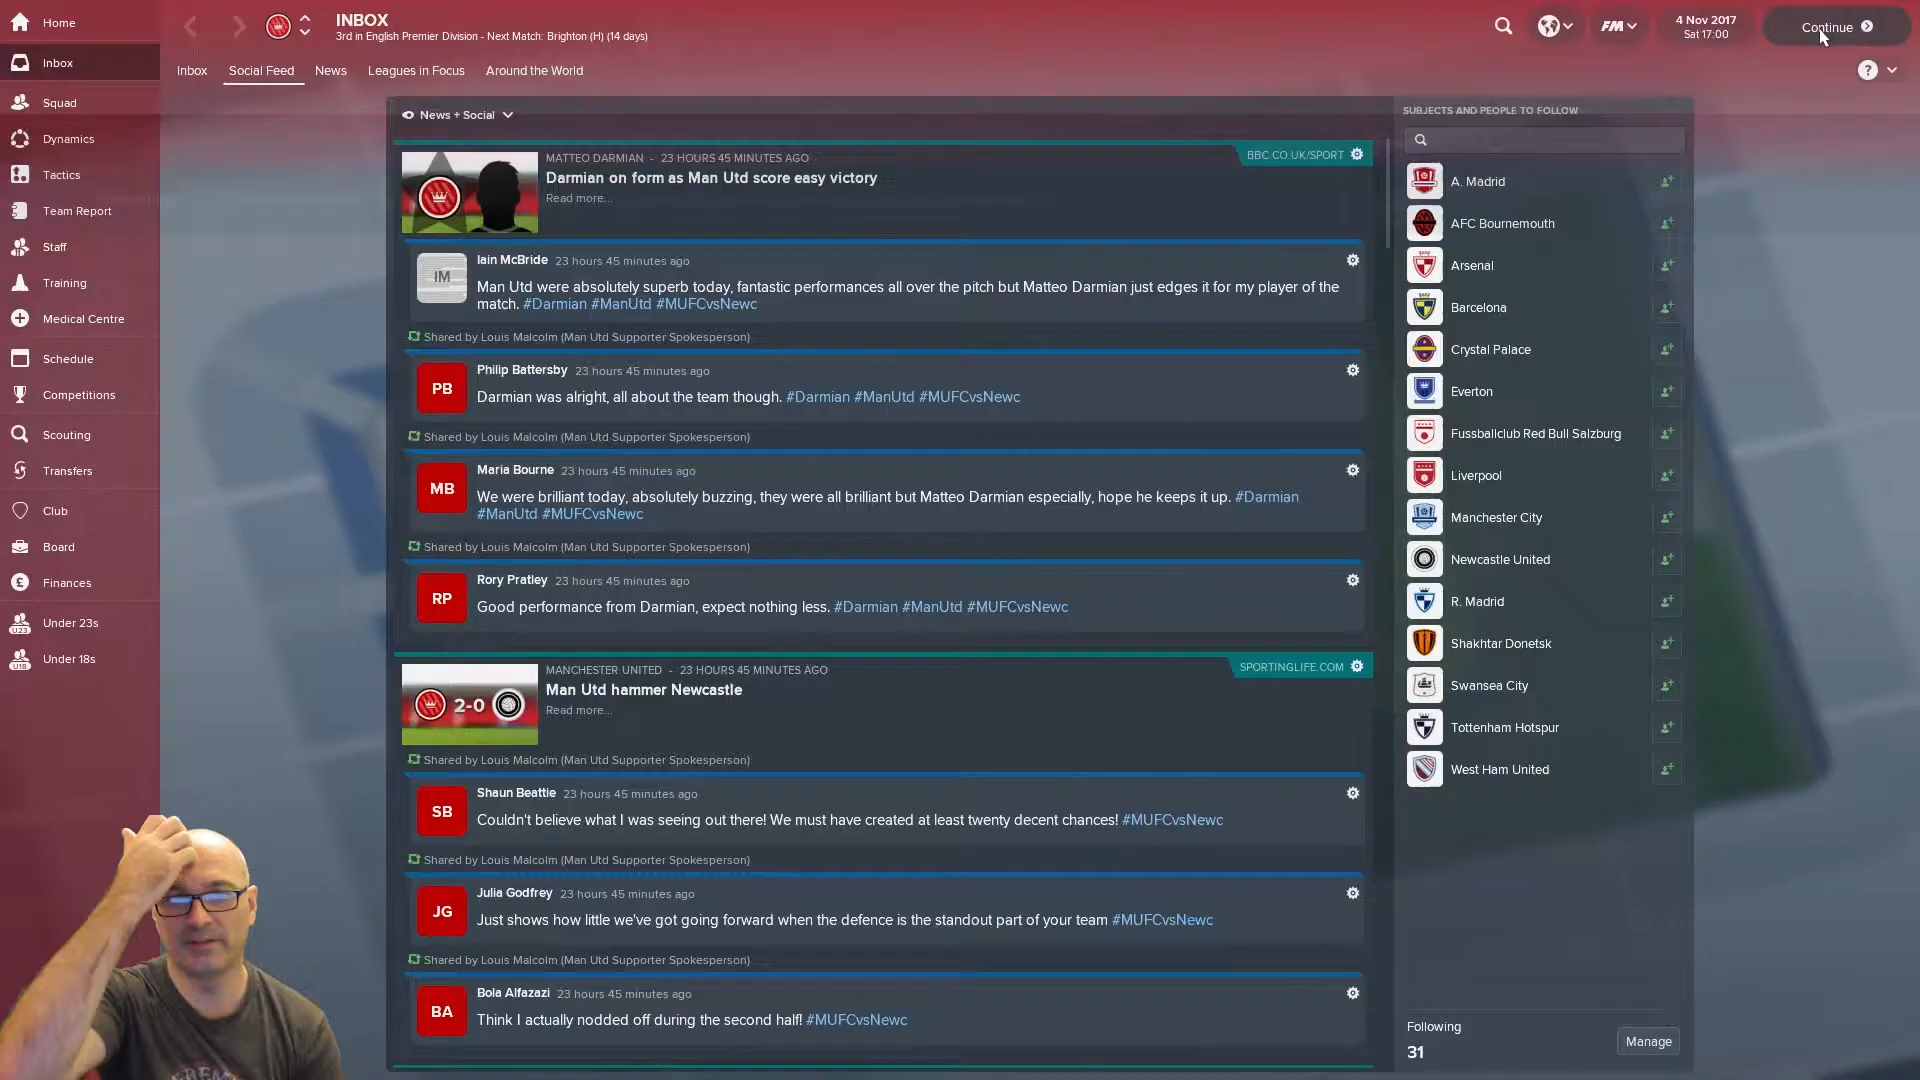 Home
Inbox
Squad
Dynamics
Tactics
Team Report
Staff
Training
Medical Centre
Schedule
Competitions
Scouting
Transfers
Club
Board
Finances
U23
Under 23s
U18
Under 18s
INBOX
3rd in English Premier Division - Next Match: Brighton (H) (14 days)
FM
4 Nov 2017
Sat 17:00
Continue
Inbox
Social Feed
News
Leagues in Focus
Around the World
?
News + Social
MATTEO DARMIAN - 23 HOURS 45 MINUTES AGO
BBC.CO.UK/SPORT
Darmian on form as Man Utd score easy victory
Read more...
IM
Iain McBride 23 hours 45 minutes ago
Man Utd were absolutely superb today, fantastic performances all over the pitch but Matteo Darmian just edges it for my player of the
match. #Darmian #ManUtd #MUFCvsNewc
Shared by Louis Malcolm (Man Utd Supporter Spokesperson)
PB
Philip Battersby 23 hours 45 minutes ago
Darmian was alright, all about the team though. #Darmian #ManUtd #MUFCvsNewc
Shared by Louis Malcolm (Man Utd Supporter Spokesperson)
MB
Maria Bourne 23 hours 45 minutes ago
We were brilliant today, absolutely buzzing, they were all brilliant but Matteo Darmian especially, hope he keeps it up. #Darmian
#ManUtd #MUFCvsNewc
Shared by Louis Malcolm (Man Utd Supporter Spokesperson)
RP
Rory Pratley 23 hours 45 minutes ago
Good performance from Darmian, expect nothing less. #Darmian #ManUtd #MUFCvsNewc
MANCHESTER UNITED - 23 HOURS 45 MINUTES AGO
SPORTINGLIFE.COM
2-0
Man Utd hammer Newcastle
Read more...
Shared by Louis Malcolm (Man Utd Supporter Spokesperson)
SB
Shaun Beattie 23 hours 45 minutes ago
Couldn't believe what I was seeing out there! We must have created at least twenty decent chances! #MUFCvsNewc
Shared by Louis Malcolm (Man Utd Supporter Spokesperson)
JG
Julia Godfrey 23 hours 45 minutes ago
Just shows how little we've got going forward when the defence is the standout part of your team #MUFCvsNewc
Shared by Louis Malcolm (Man Utd Supporter Spokesperson)
BA
Bola Alfazazi 23 hours 45 minutes ago
Think I actually nodded off during the second half! #MUFCvsNewc
SUBJECTS AND PEOPLE TO FOLLOW
A. Madrid
AFC Bournemouth
Arsenal
Barcelona
Crystal Palace
Everton
Fussballclub Red Bull Salzburg
Liverpool
Manchester City
Newcastle United
R. Madrid
Shakhtar Donetsk
Swansea City
Tottenham Hotspur
West Ham United
Following
31
Manage